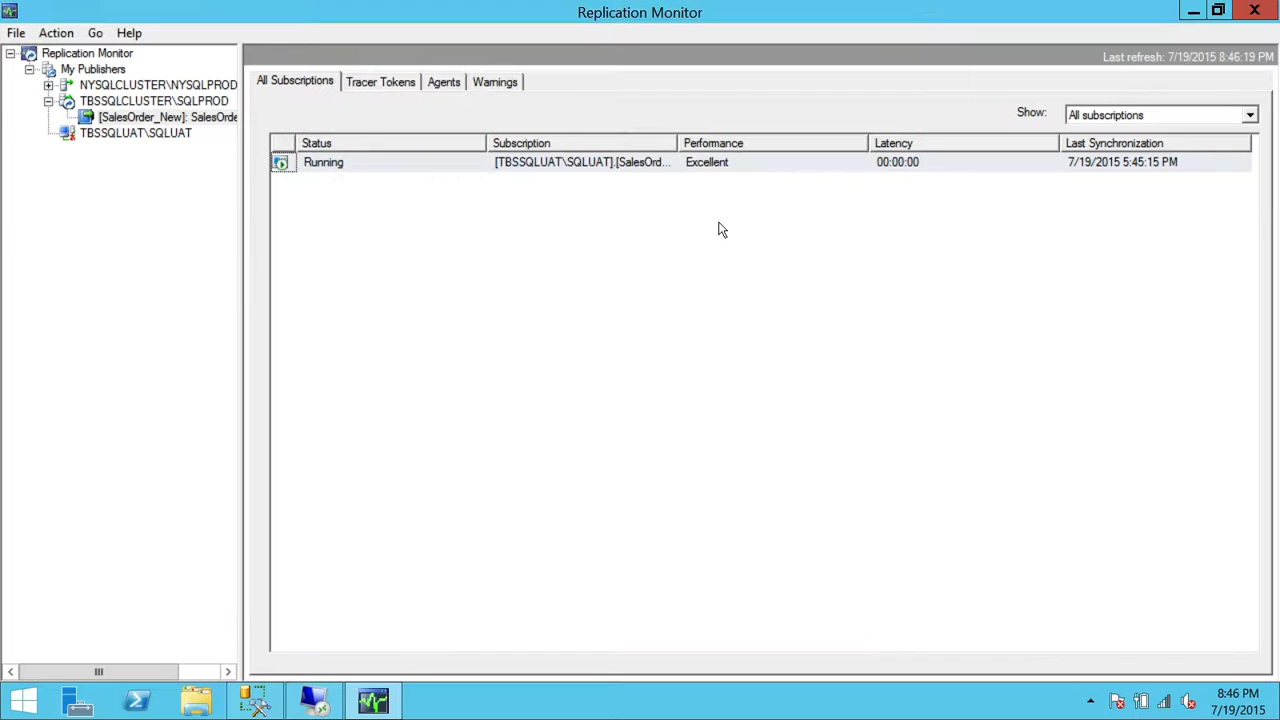 Replication Monitor
File Action Go Help
Replication Monitor
My Publishers
NYSQLCLUSTER\NYSQLPROD
TBSSQLCLUSTER\SQLPROD
[SalesOrder_New]: SalesOrde
TBSSQLUAT\SQLUAT
Last refresh: 7/19/2015 8:46:19 PM
All Subscriptions Tracer Tokens Agents Warnings
Show: All subscriptions
Status Subscription Performance Latency Last Synchronization
Running [TBSSQLUAT\SQLUAT].[SalesOrd... Excellent 00:00:00 7/19/2015 5:45:15 PM
8:46 PM
7/19/2015